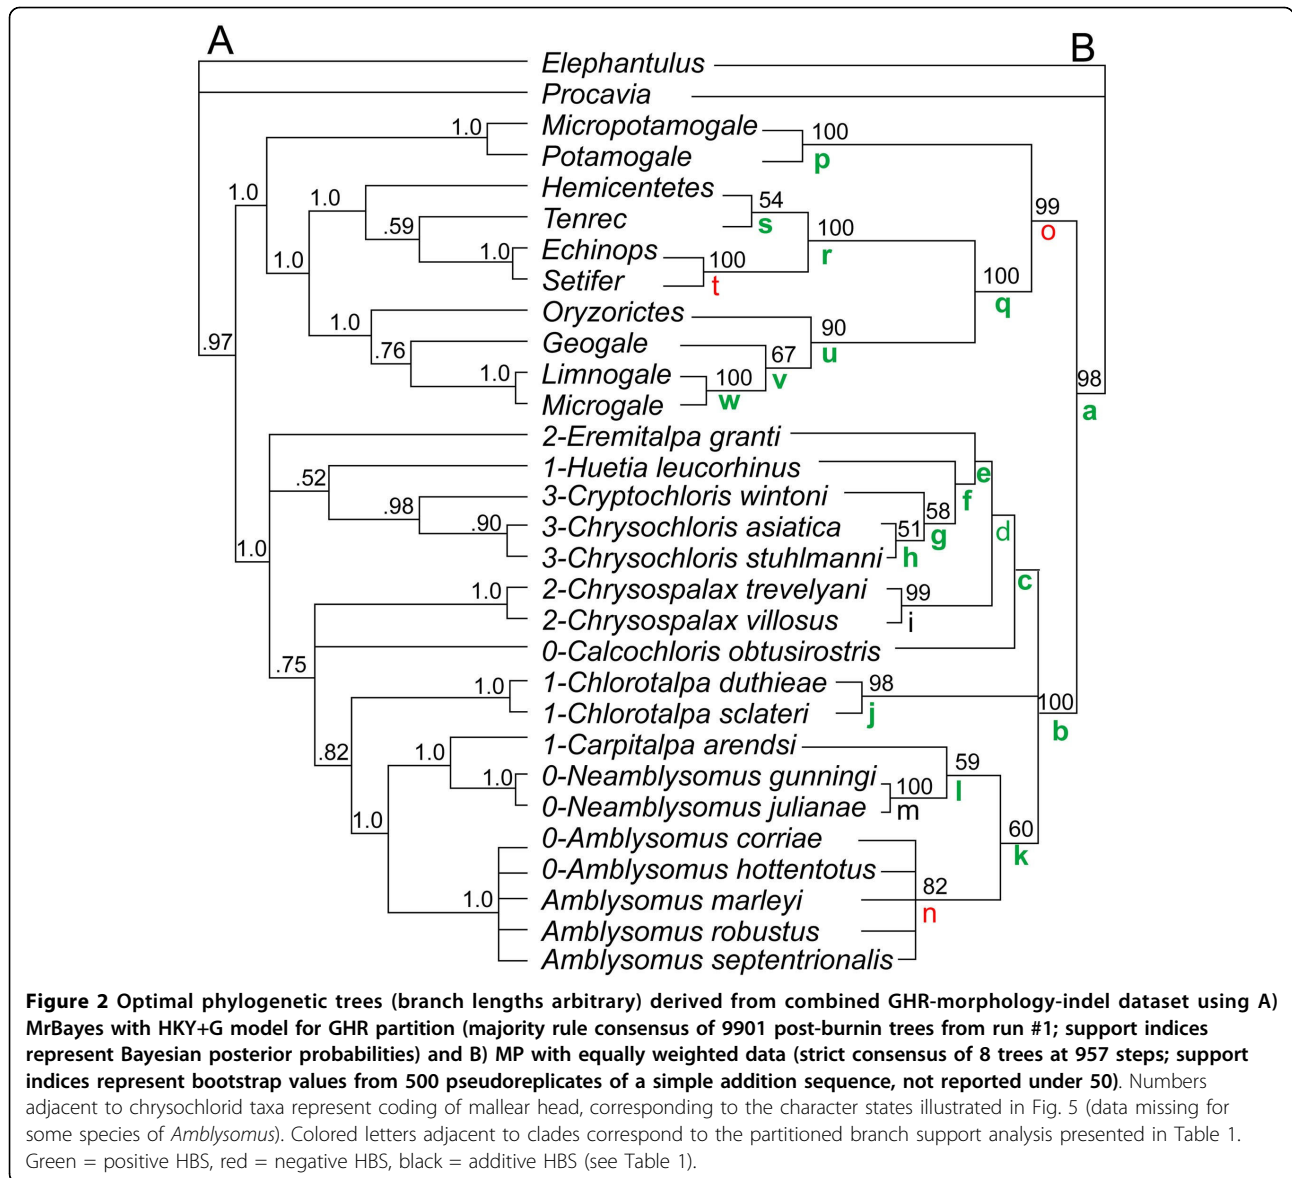 A
B
Elephantulus
Procavia
1.0 Micropotamogale 100
Potamogale p
1.0 1.0 Hemicentetes 54 99
.59 Tenrec s 100 o
1.0 1.0 Echinops 100 r
Setifer t 100
1.0 Oryzorictes 90 q
.97 .76 Geogale 67 u
1.0 Limnogale 100 v 98
Microgale w a
2-Eremitalpa granti
.52 1-Huetia leucorhinus e
.98 3-Cryptochloris wintoni 58 f
.90 3-Chrysochloris asiatica 51 g d
1.0 3-Chrysochloris stuhlmanni h
1.0 2-Chrysospalax trevelyani 99 c
2-Chrysospalax villosus i
.75 0-Calcochloris obtusirostris
1.0 1-Chlorotalpa duthieae 98 100
1-Chlorotalpa sclateri j b
.82 1.0 1-Carpitalpa arendsi 59
1.0 0-Neamblysomus gunningi 100 l
1.0 0-Neamblysomus julianae m 60
0-Amblysomus corriae k
0-Amblysomus hottentotus 82
1.0 Amblysomus marleyi n
Amblysomus robustus
Amblysomus septentrionalis
Figure 2 Optimal phylogenetic trees (branch lengths arbitrary) derived from combined GHR-morphology-indel dataset using A)
MrBayes with HKY+G model for GHR partition (majority rule consensus of 9901 post-burnin trees from run #1; support indices
represent Bayesian posterior probabilities) and B) MP with equally weighted data (strict consensus of 8 trees at 957 steps; support
indices represent bootstrap values from 500 pseudoreplicates of a simple addition sequence, not reported under 50). Numbers
adjacent to chrysochlorid taxa represent coding of mallear head, corresponding to the character states illustrated in Fig. 5 (data missing for
some species of Amblysomus). Colored letters adjacent to clades correspond to the partitioned branch support analysis presented in Table 1.
Green = positive HBS, red = negative HBS, black = additive HBS (see Table 1).